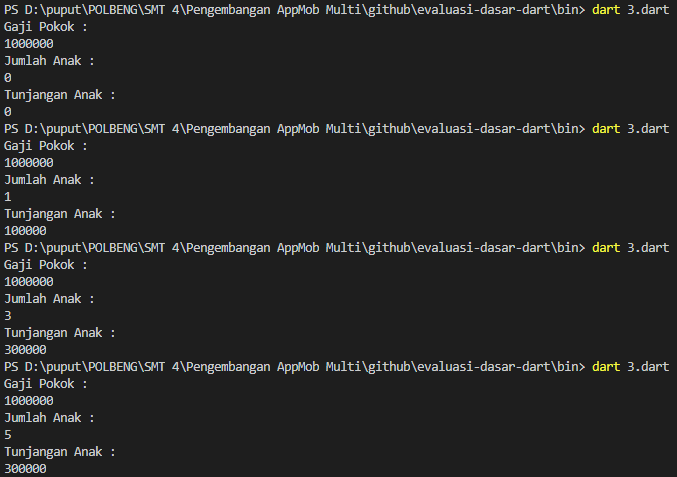 PS D:\puput\POLBENG\SMT 4\Pengembangan AppMob Multi\github\evaluasi-dasar-dart\bin> dart 3.dart
Gaji Pokok :
1000000
Jumlah Anak :
0
Tunjangan Anak :
0
PS D:\puput\POLBENG\SMT 4\Pengembangan AppMob Multi\github\evaluasi-dasar-dart\bin> dart 3.dart
Gaji Pokok :
1000000
Jumlah Anak :
1
Tunjangan Anak :
100000
PS D:\puput\POLBENG\SMT 4\Pengembangan AppMob Multi\github\evaluasi-dasar-dart\bin> dart 3.dart
Gaji Pokok :
1000000
Jumlah Anak :
3
Tunjangan Anak :
300000
PS D:\puput\POLBENG\SMT 4\Pengembangan AppMob Multi\github\evaluasi-dasar-dart\bin> dart 3.dart
Gaji Pokok :
1000000
Jumlah Anak :
5
Tunjangan Anak :
300000